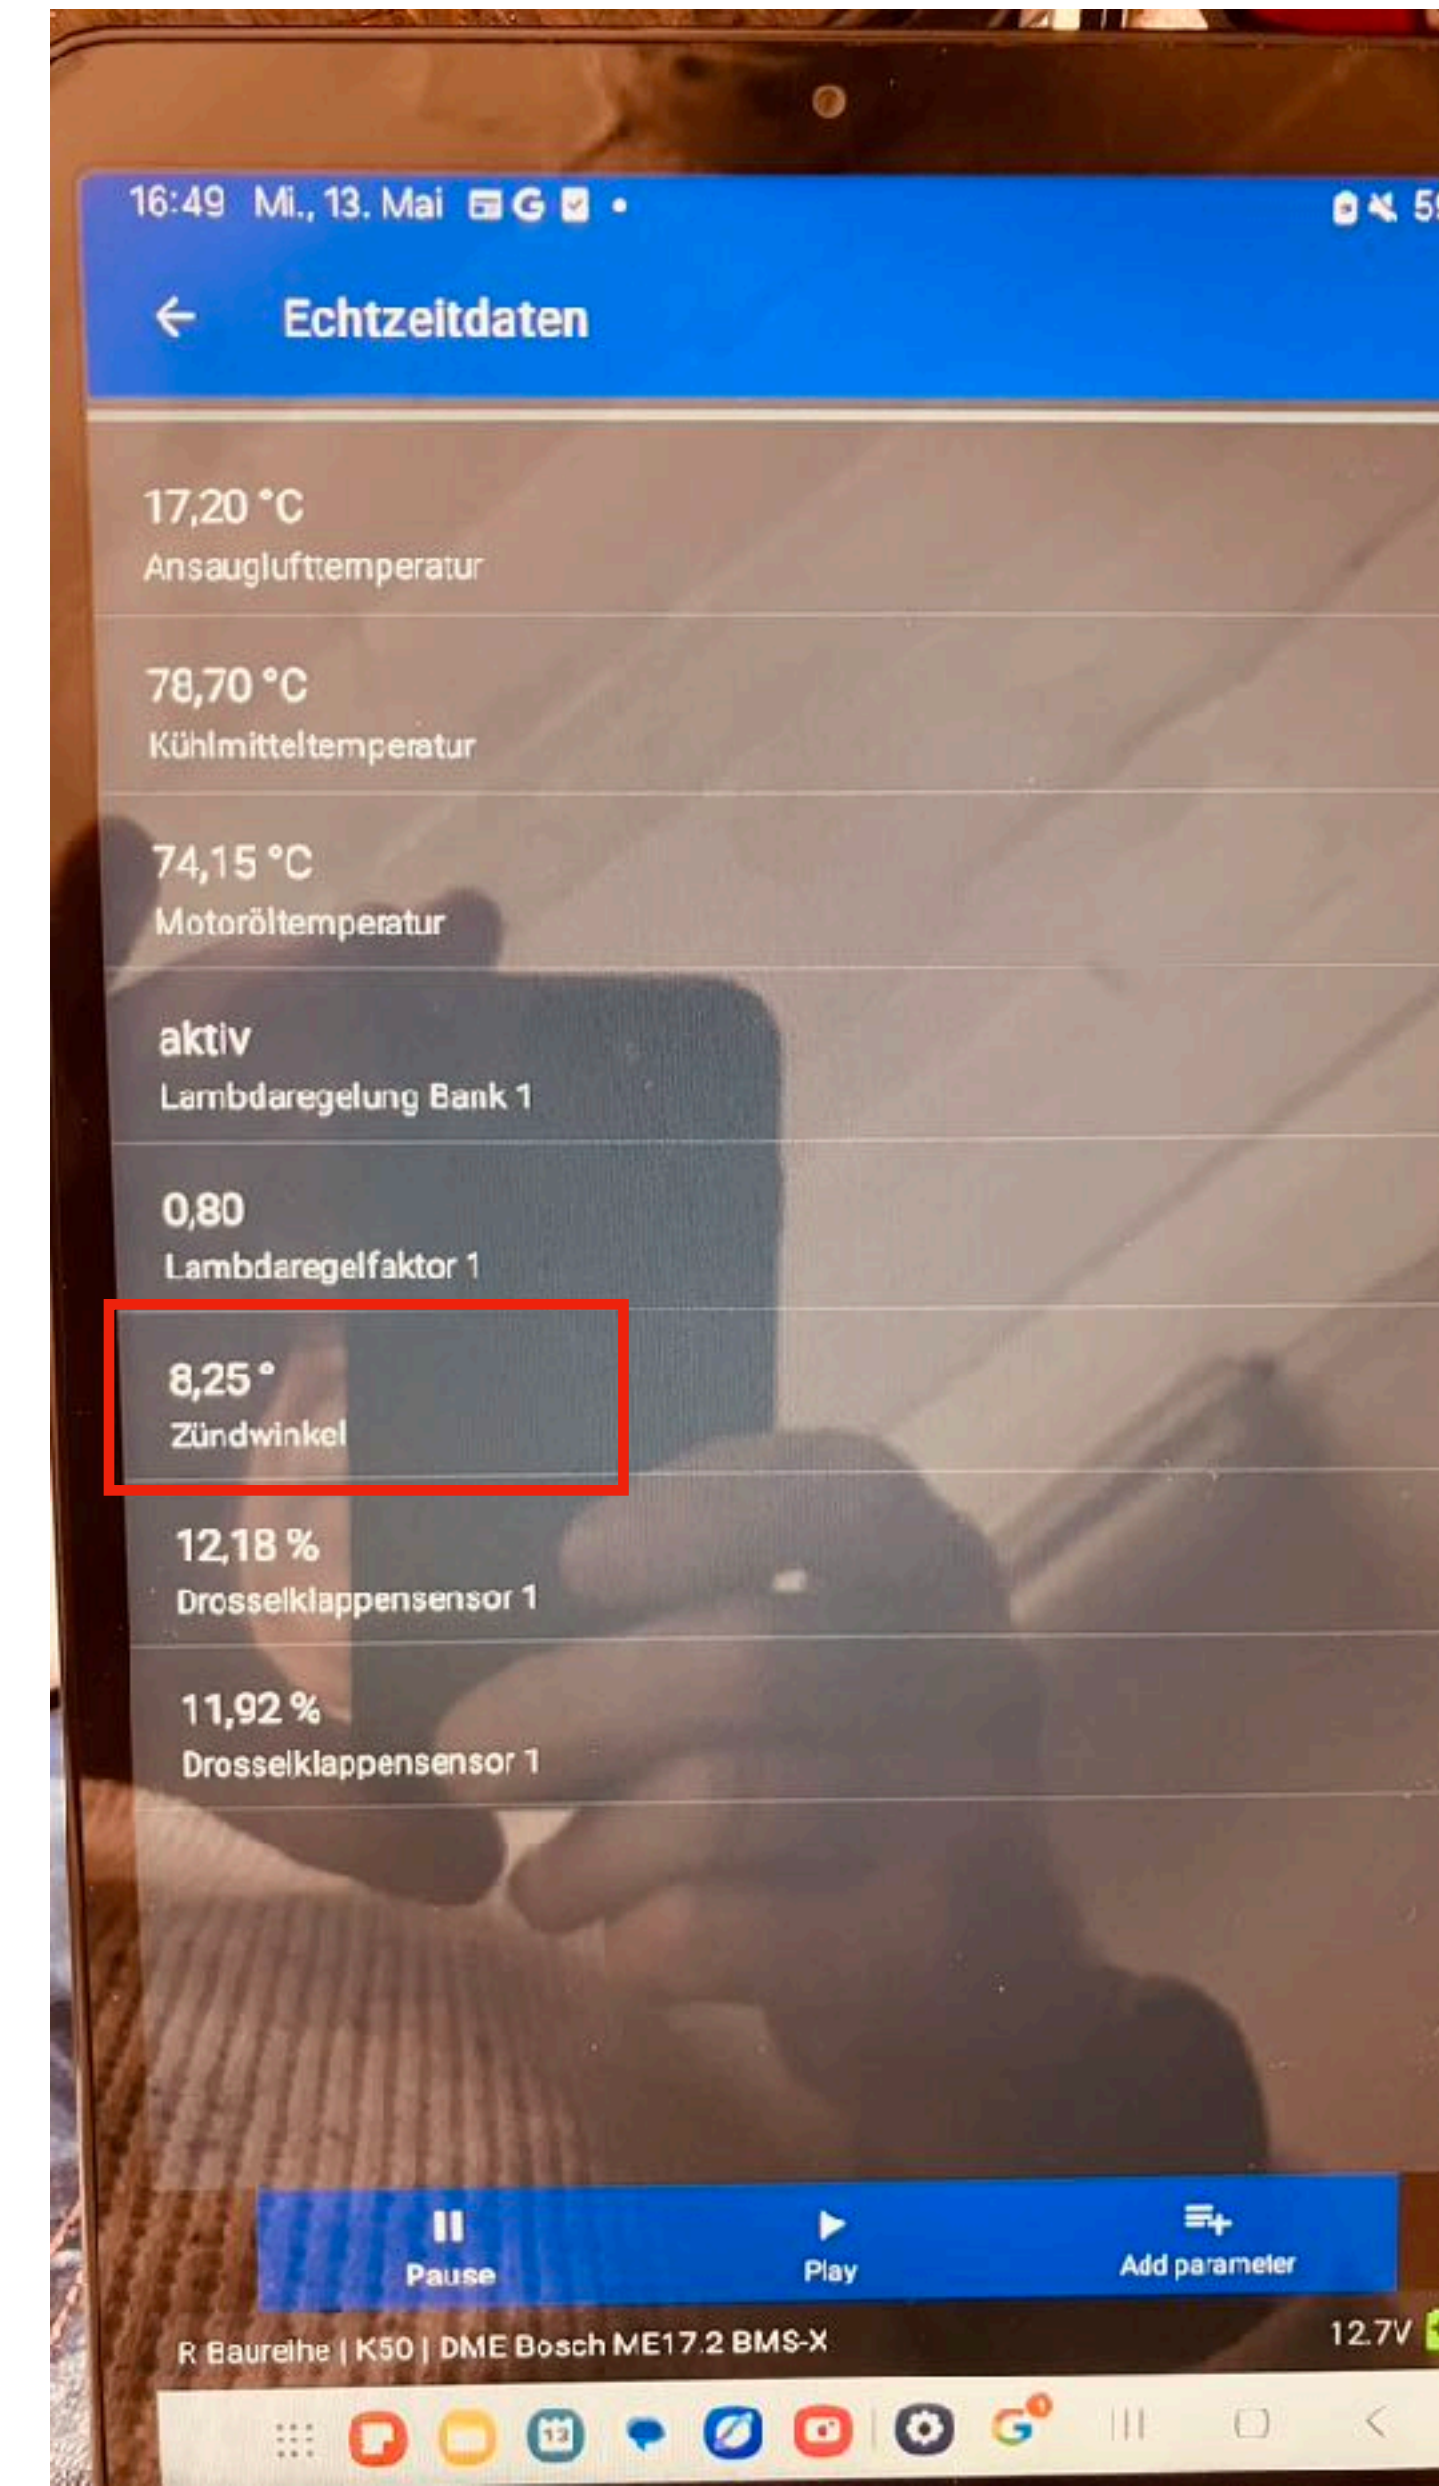 16:49 Mi., 13. Mai
Echtzeitdaten
17,20 °C
Ansauglufttemperatur
78,70 °C
Kühlmitteltemperatur
74,15 °C
Motoröltemperatur
aktiv
Lambdaregelung Bank 1
0,80
Lambdaregelfaktor 1
8,25 °
Zündwinkel
12,18 %
Drosselklappensensor 1
11,92 %
Drosselklappensensor 1
Pause Play Add parameter
R Baureihe | K50 | DME Bosch ME17.2 BMS-X 12.7V